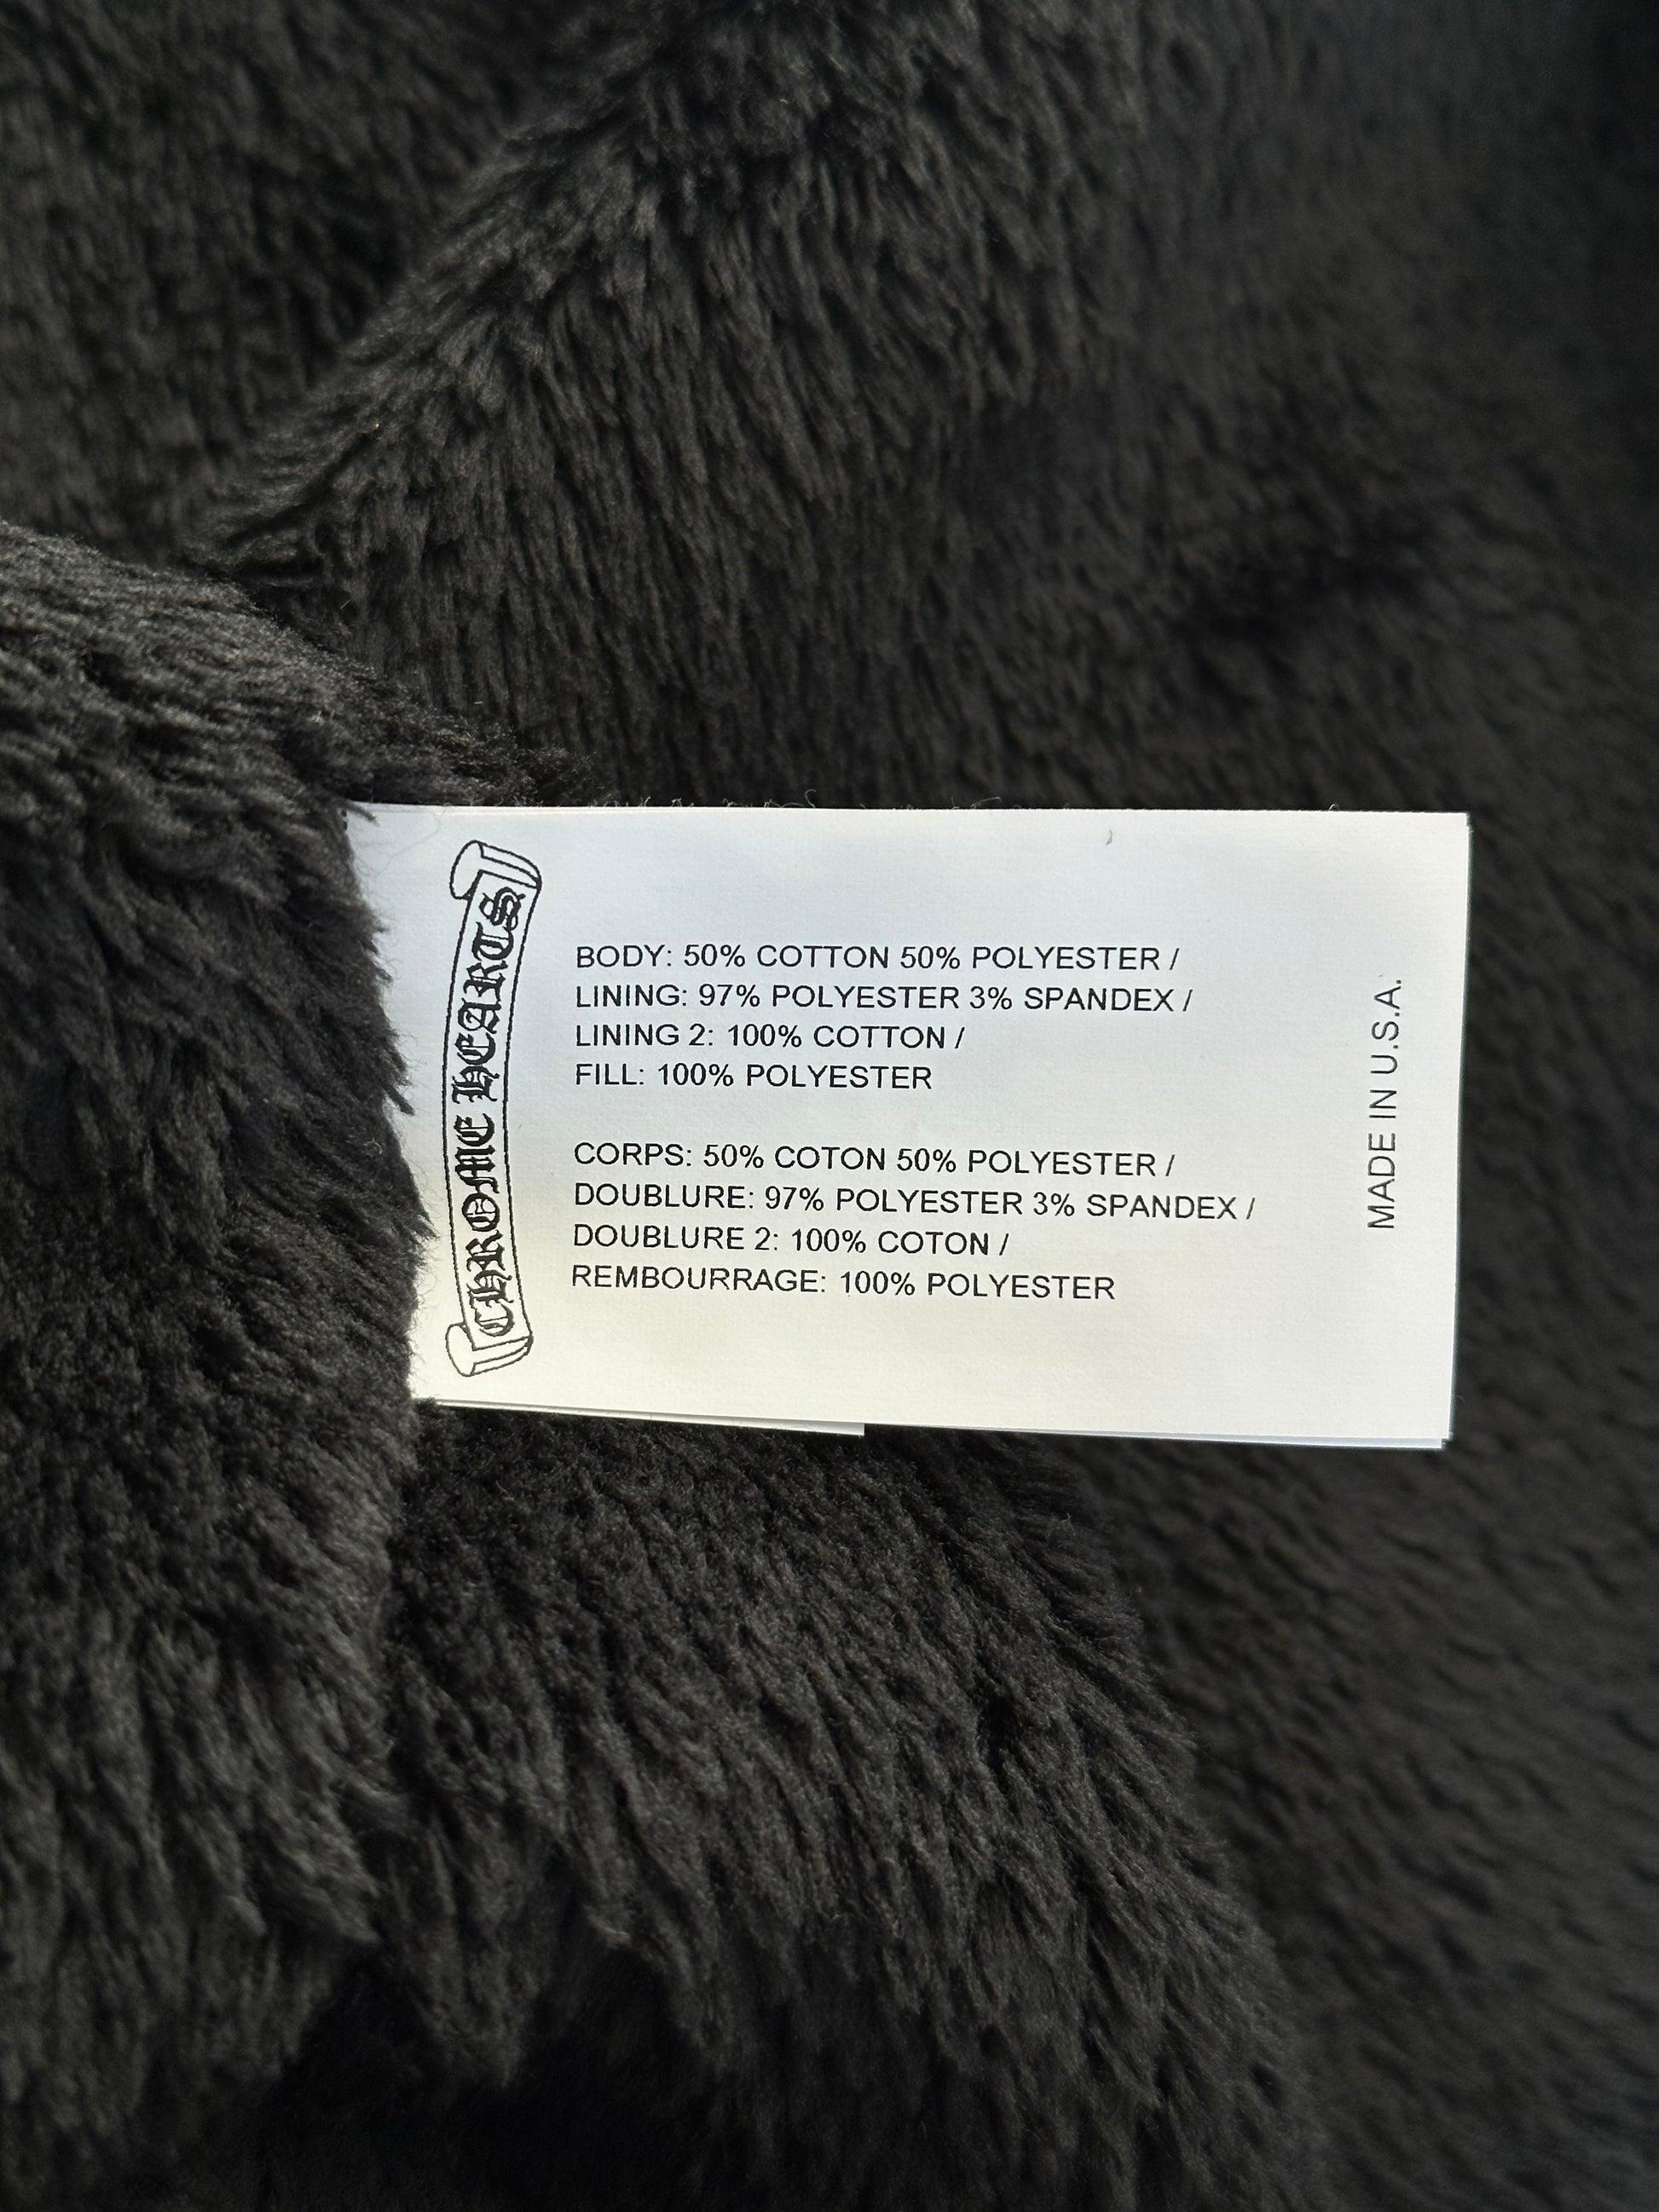 CHROME HEARTS
BODY: 50% COTTON 50% POLYESTER /
LINING: 97% POLYESTER 3% SPANDEX /
LINING 2: 100% COTTON /
FILL: 100% POLYESTER
CORPS: 50% COTON 50% POLYESTER /
DOUBLURE: 97% POLYESTER 3% SPANDEX /
DOUBLURE 2: 100% COTON /
REMBOURRAGE: 100% POLYESTER
MADE IN U.S.A.